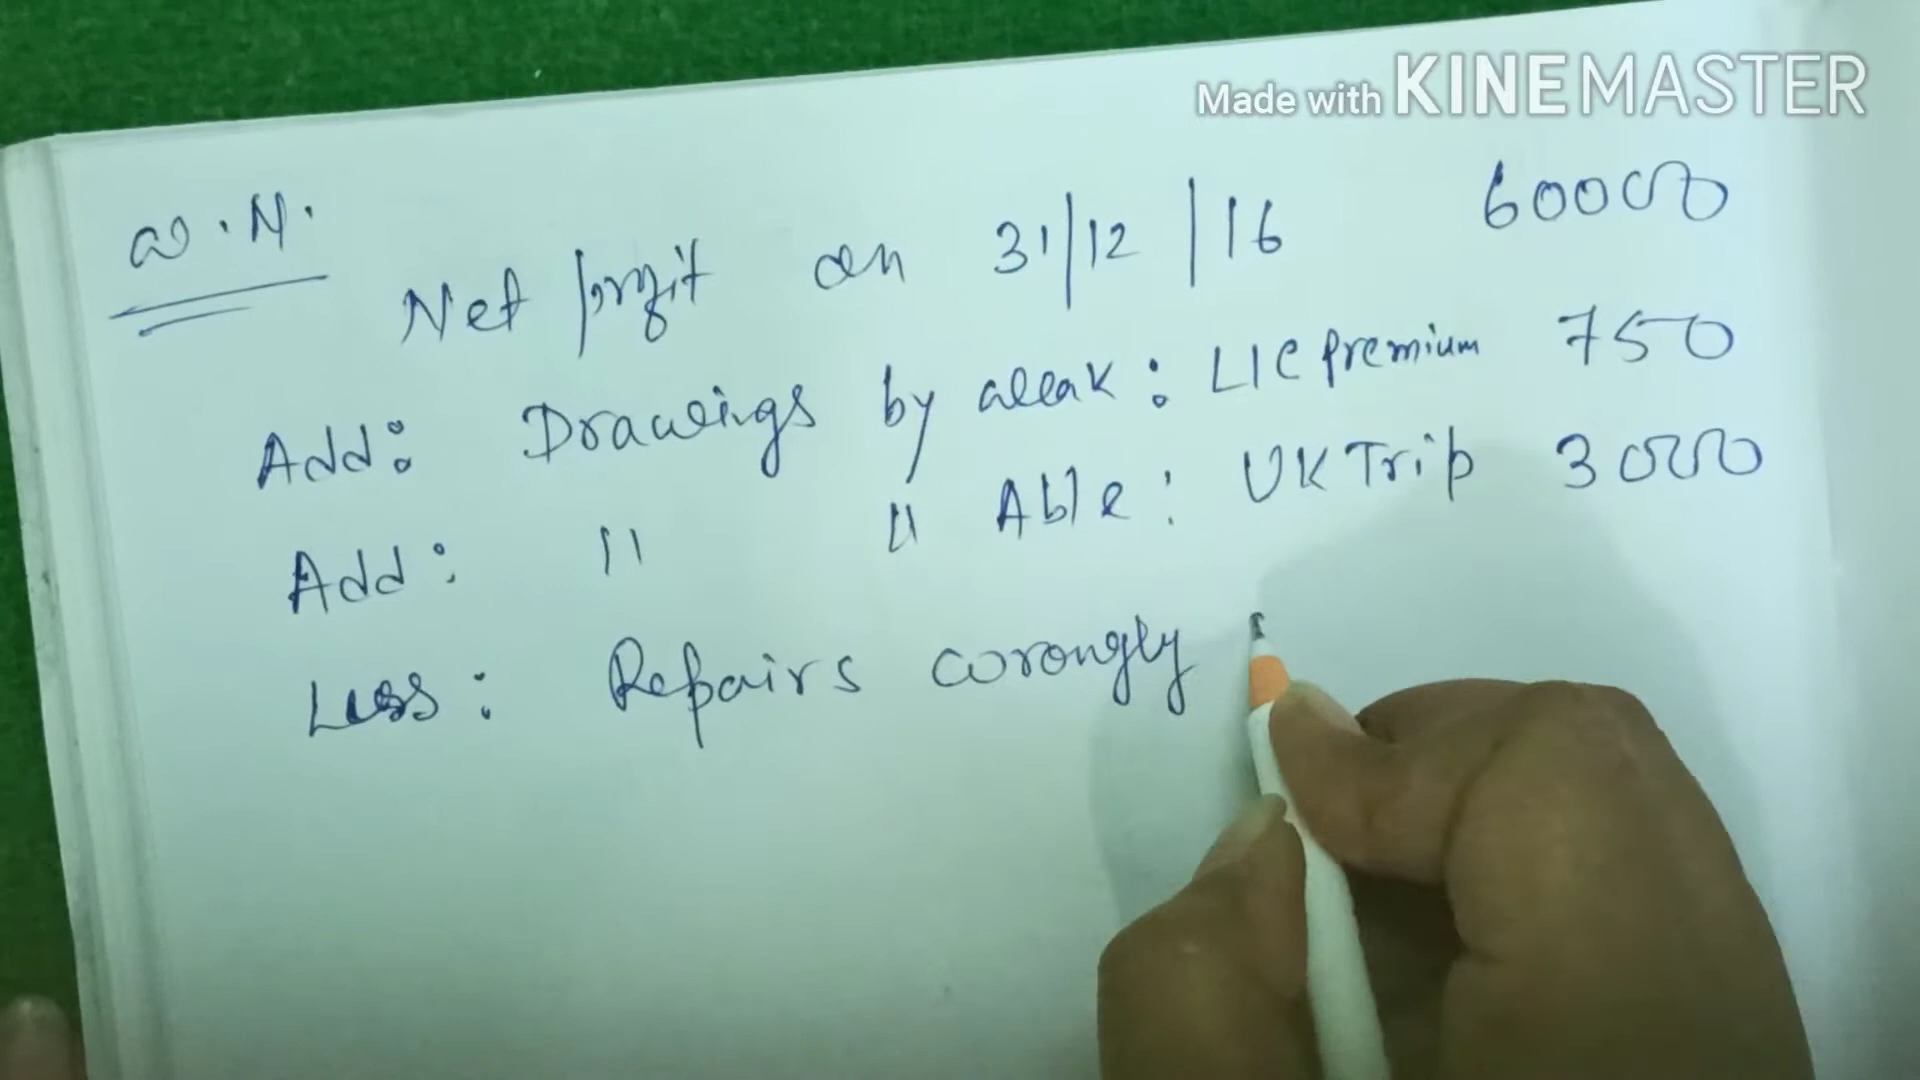 Made with KINEMASTER
W.N.
Net profit on 31/12/16 60000
Add: Drawings by aleak: LIC premium 750
Add: " " Able: UK Trip 3000
Less: Repairs wrongly